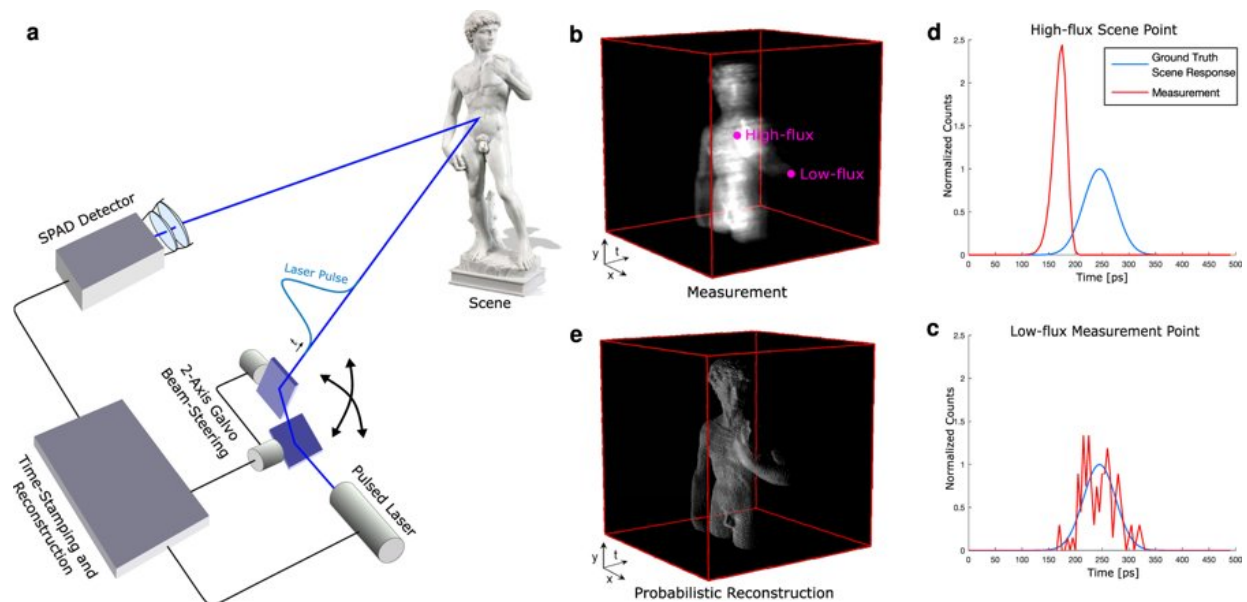 a
SPAD Detector
Laser Pulse
t
Scene
2-Axis Galvo
Beam-Steering
Time-Stamping and
Reconstruction
Pulsed Laser
b
High-flux
Low-flux
y
t
x
Measurement
d
High-flux Scene Point
Ground Truth
Scene Response
Measurement
Normalized Counts
2.5
2
1.5
1
0.5
0
0 50 100 150 200 250 300 350 400 450 500
Time [ps]
e
y
t
x
Probabilistic Reconstruction
c
Low-flux Measurement Point
Normalized Counts
2.5
2
1.5
1
0.5
0
0 50 100 150 200 250 300 350 400 450 500
Time [ps]